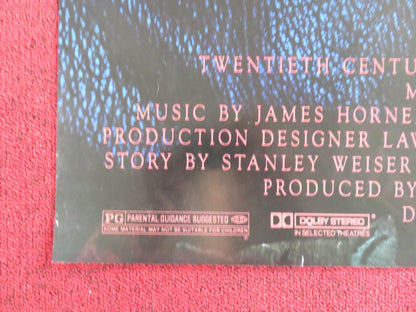 TWENTIETH CENTU
M
MUSIC BY JAMES HORNE
PRODUCTION DESIGNER LAW
STORY BY STANLEY WEISER
PRODUCED BY
D
PG PARENTAL GUIDANCE SUGGESTED
SOME MATERIAL MAY NOT BE SUITABLE FOR CHILDREN
DOLBY STEREO
IN SELECTED THEATRES